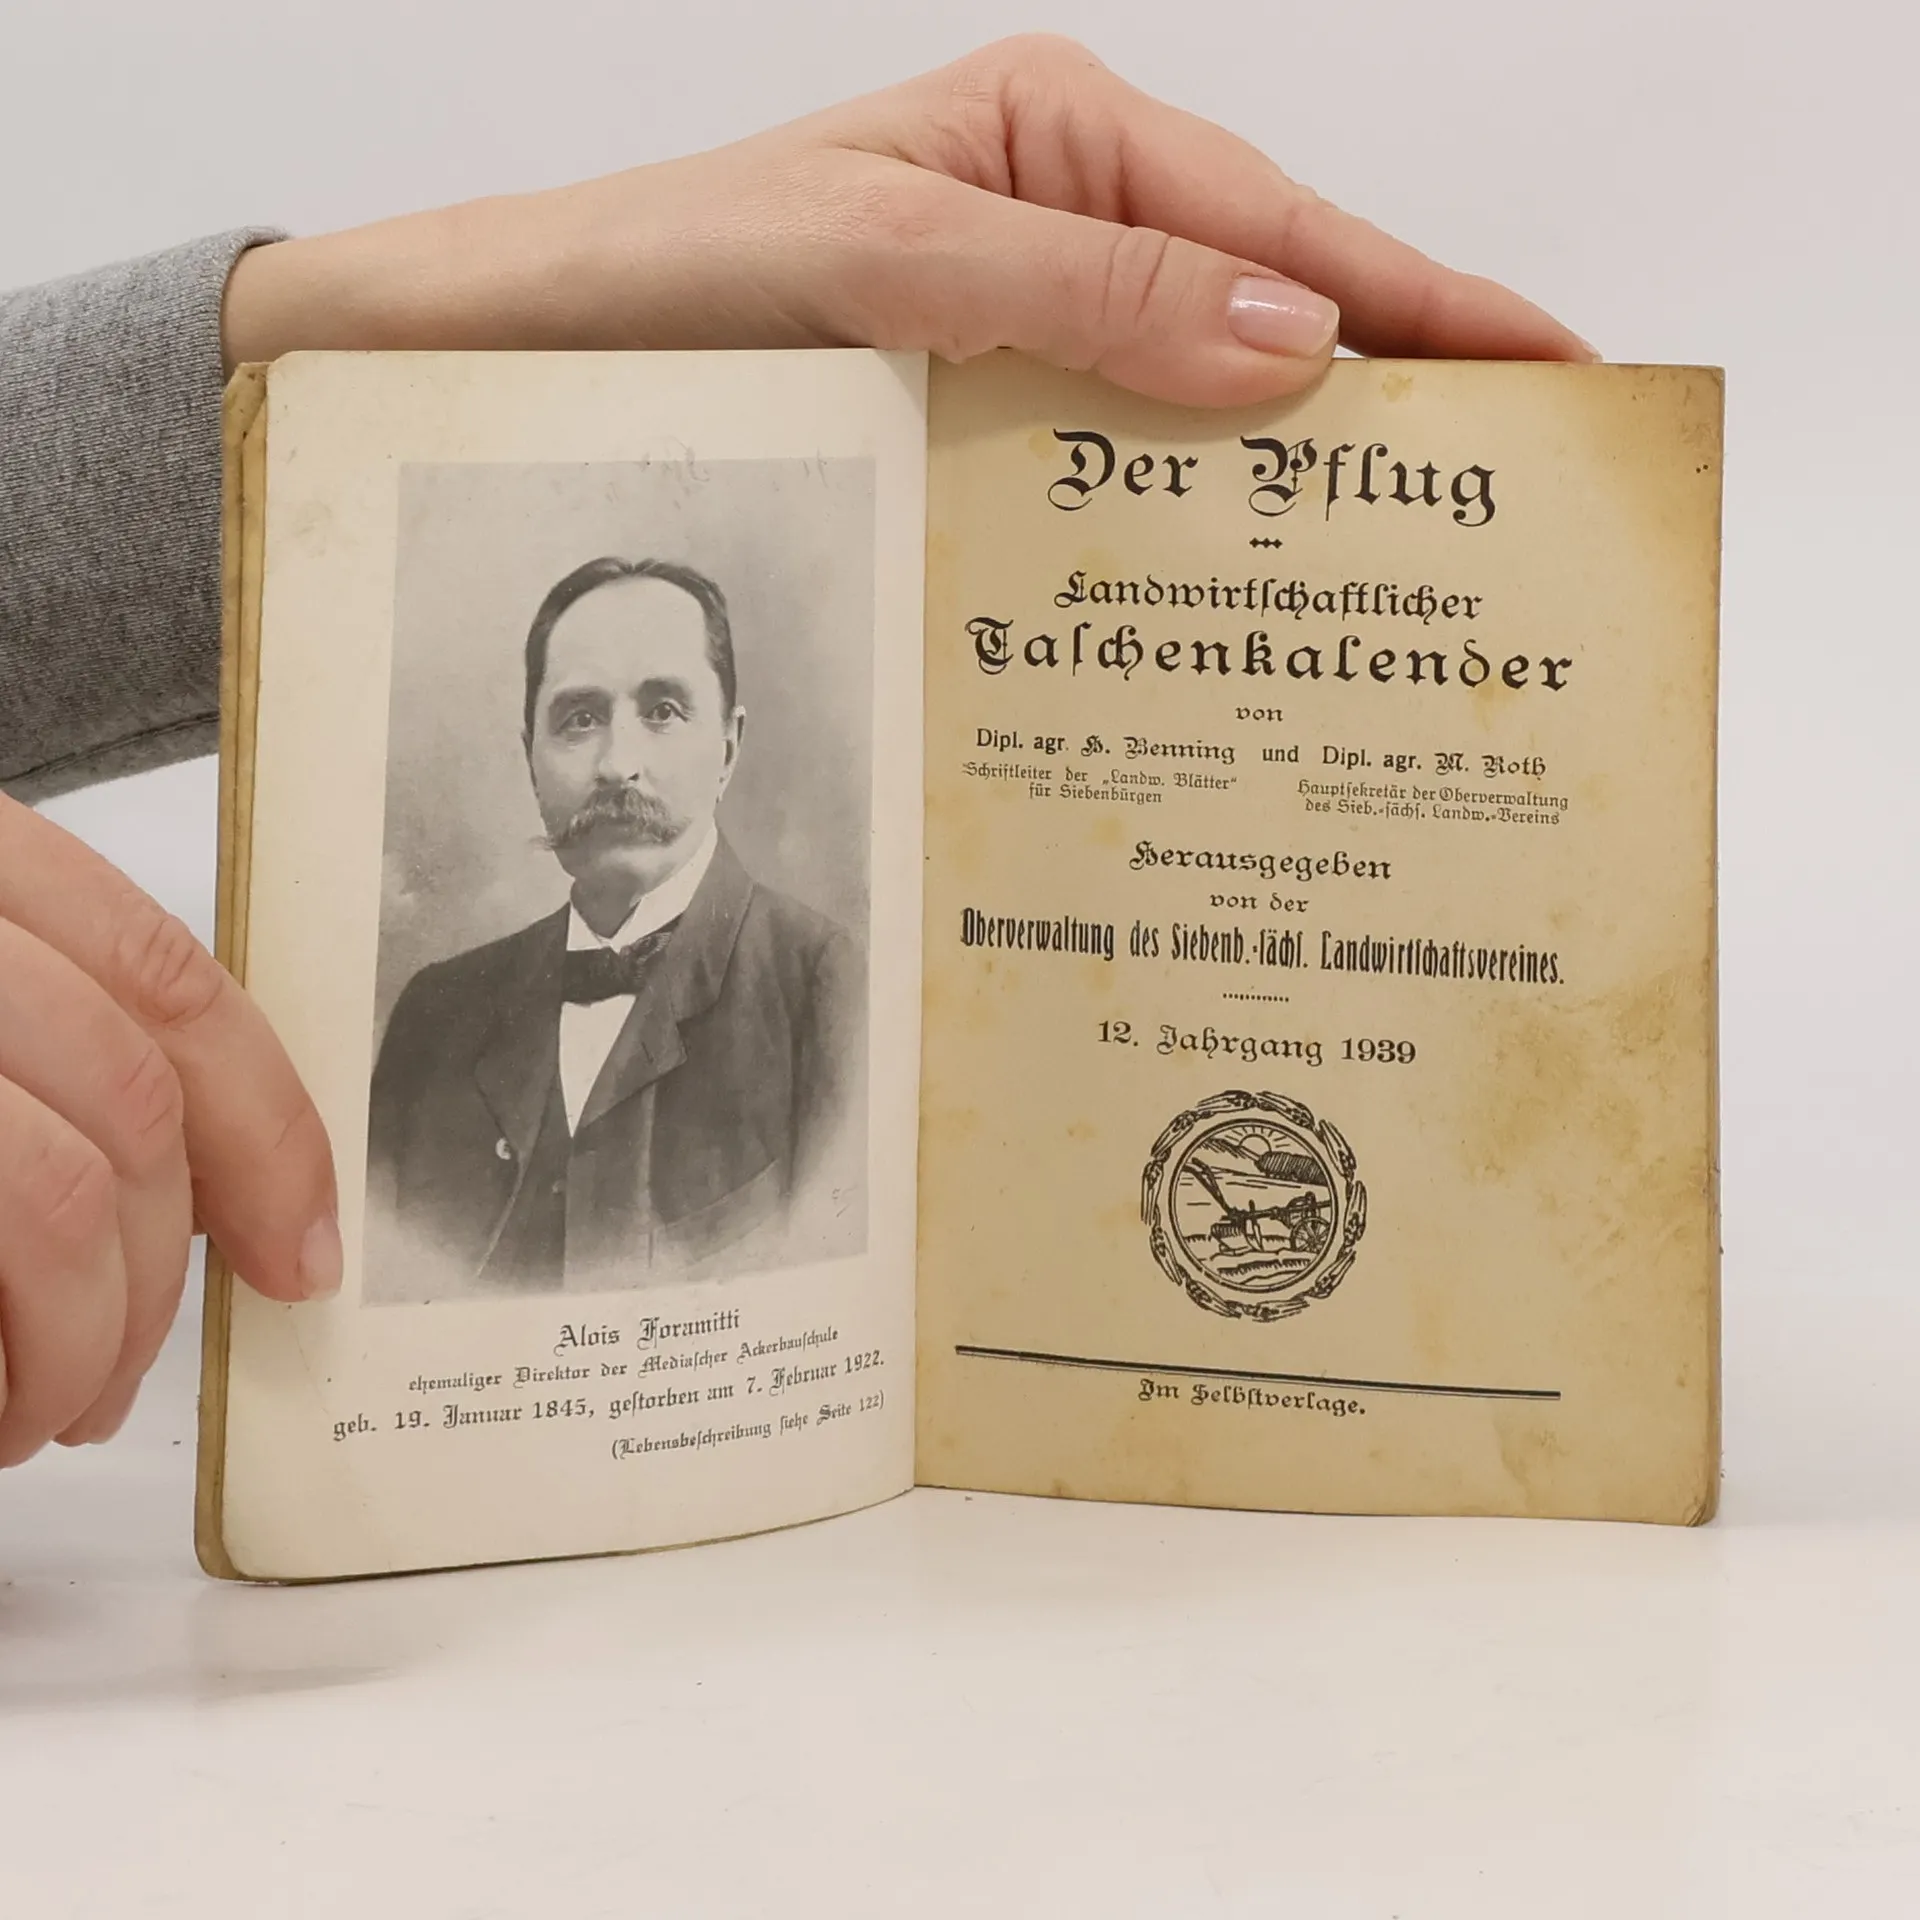 Alois Foramitti
ehemaliger Direktor der Mediascher Ackerbauschule
geb. 19. Januar 1845, gestorben am 7. Februar 1922.
(Lebensbeschreibung siehe Seite 122)
Der Pflug
Landwirtschaftlicher
Taschenkalender
von
Dipl. agr. H. Benning und Dipl. agr. M. Roth
Schriftleiter der „Landw. Blätter“
für Siebenbürgen
Hauptsekretär der Oberverwaltung
des Sieb.-sächs. Landw.-Vereins
Herausgegeben
von der
Oberverwaltung des Siebenb.-sächs. Landwirtschaftsvereines.
12. Jahrgang 1939
Im Selbstverlage.